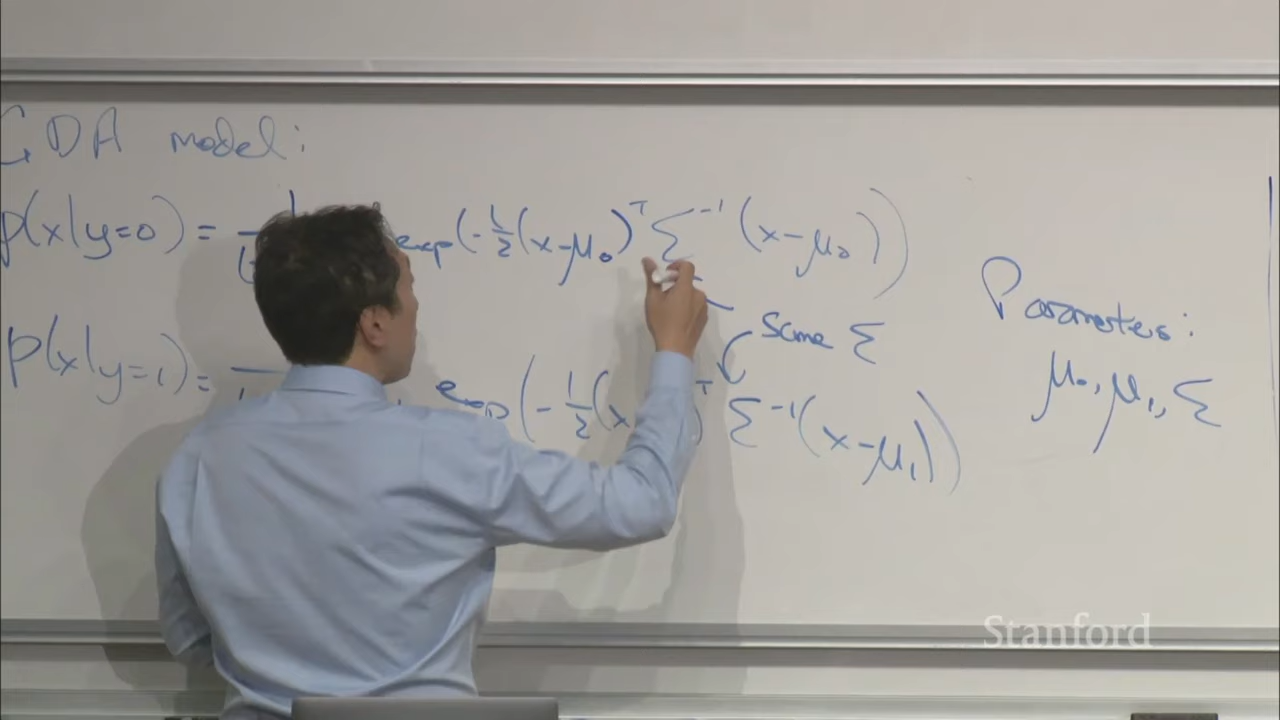 GDA model:
p(x|y=0) = 1 exp(-1/2(x-μ₀)ᵀ Σ⁻¹ (x-μ₀))
same Σ
p(x|y=1) = exp(-1/2(x )ᵀ Σ⁻¹(x-μ₁))
Parameters:
μ₀, μ₁, Σ
Stanford